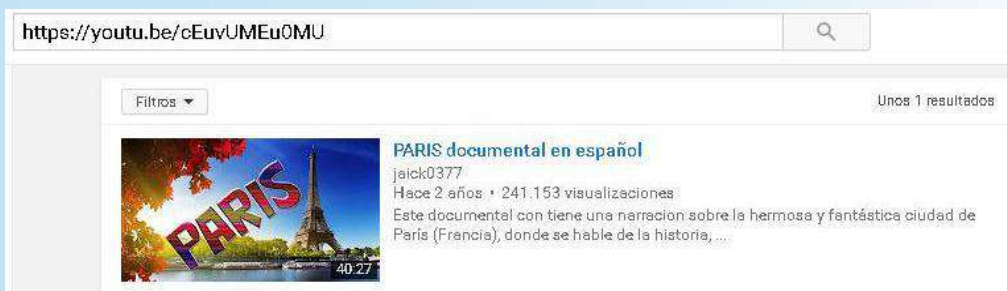 https://youtu.be/cEuvUMEu0MU
Filtros
Unos 1 resultados
PARIS
40:27
PARIS documental en español
jaick0377
Hace 2 años • 241.153 visualizaciones
Este documental con tiene una narracion sobre la hermosa y fantástica ciudad de
París (Francia), donde se hable de la historia, ...